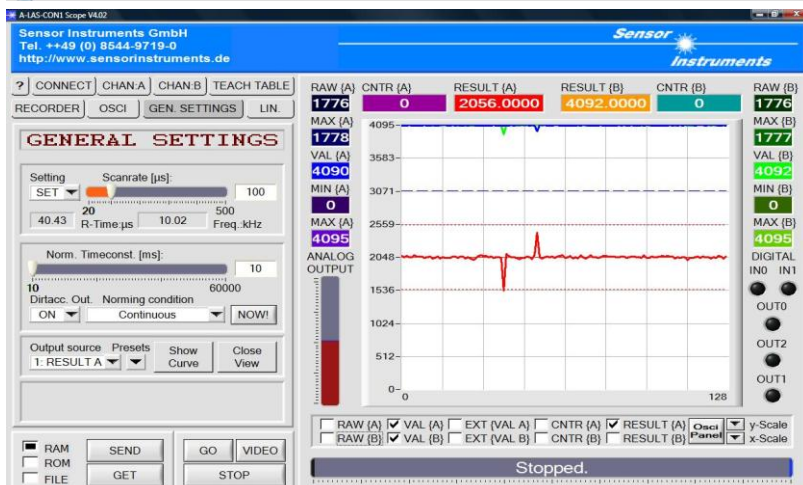 A-LAS-CON1 Scope V4.02
Sensor Instruments GmbH
Tel. ++49 (0) 8544-9719-0
http://www.sensorinstruments.de
Sensor
Instruments
? CONNECT CHAN:A CHAN:B TEACH TABLE
RECORDER OSCI GEN. SETTINGS LIN.
GENERAL SETTINGS
Setting Scanrate [µs]:
SET 100
20 500
40.43 R-Time:µs 10.02 Freq.:kHz
Norm. Timeconst. [ms]:
10
10 60000
Dirtacc. Out. Norming condition
ON Continuous NOW!
Output source Presets
1: RESULT A Show Curve Close View
RAM SEND GO VIDEO
ROM
FILE GET STOP
RAW {A} CNTR {A} RESULT {A} RESULT {B} CNTR {B} RAW {B}
1776 0 2056.0000 4092.0000 0 1776
MAX {A} MAX {B}
1778 1777
VAL {A} VAL {B}
4090 4092
MIN {A} MIN {B}
0 0
MAX {A} MAX {B}
4095 4095
ANALOG OUTPUT
DIGITAL
IN0 IN1
OUT0
OUT2
OUT1
4095
3583
3071
2559
2048
1536
1024
512
0
0 128
RAW {A} VAL {A} EXT {VAL A} CNTR {A} RESULT {A} Osci Panel y-Scale
RAW {B} VAL {B} EXT {VAL B} CNTR {B} RESULT {B} x-Scale
Stopped.